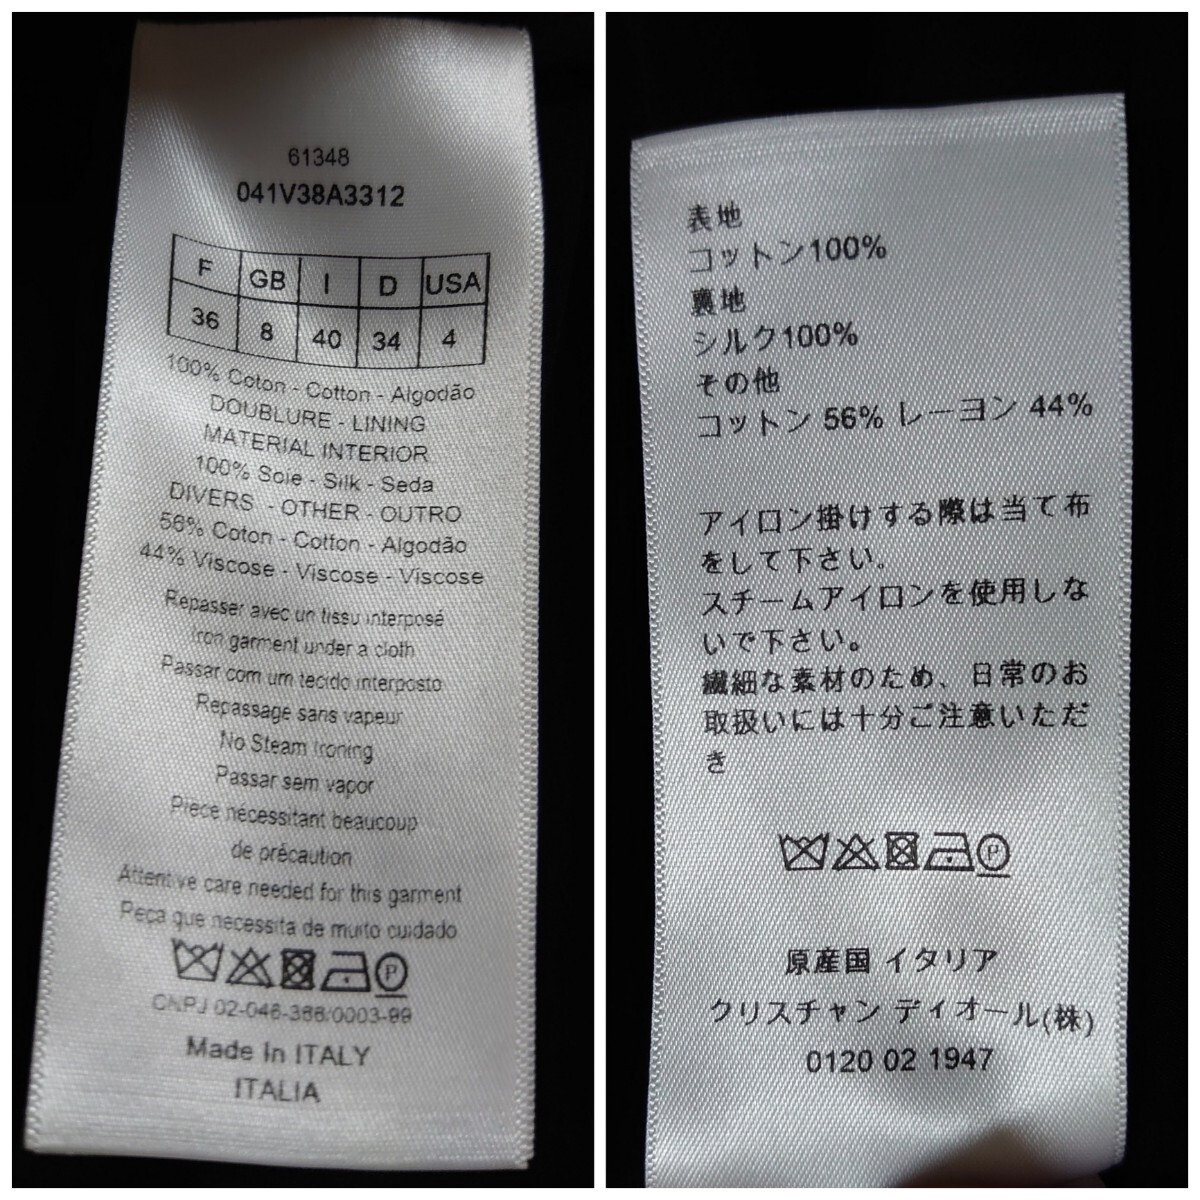 61348
041V38A3312
F GB I D USA
36 8 40 34 4
100% Coton - Cotton - Algodão
DOUBLURE - LINING
MATERIAL INTERIOR
100% Soie - Silk - Seda
DIVERS - OTHER - OUTRO
56% Coton - Cotton - Algodão
44% Viscose - Viscose - Viscose
Repasser avec un tissu interposé
Iron garment under a cloth
Passar com um tecido interposto
Repassage sans vapeur
No Steam Ironing
Passar sem vapor
Piece nécessitant beaucoup
de précaution
Attentive care needed for this garment
Peça que necessita de muito cuidado
P
CNPJ 02-046-388/0003-99
Made In ITALY
ITALIA
表地
コットン100%
裏地
シルク100%
その他
コットン 56% レーヨン 44%
アイロン掛けする際は当て布
をして下さい。
スチームアイロンを使用しな
いで下さい。
繊細な素材のため、日常のお
取扱いには十分ご注意いただ
き
P
原産国 イタリア
クリスチャン ディオール(株)
0120 02 1947